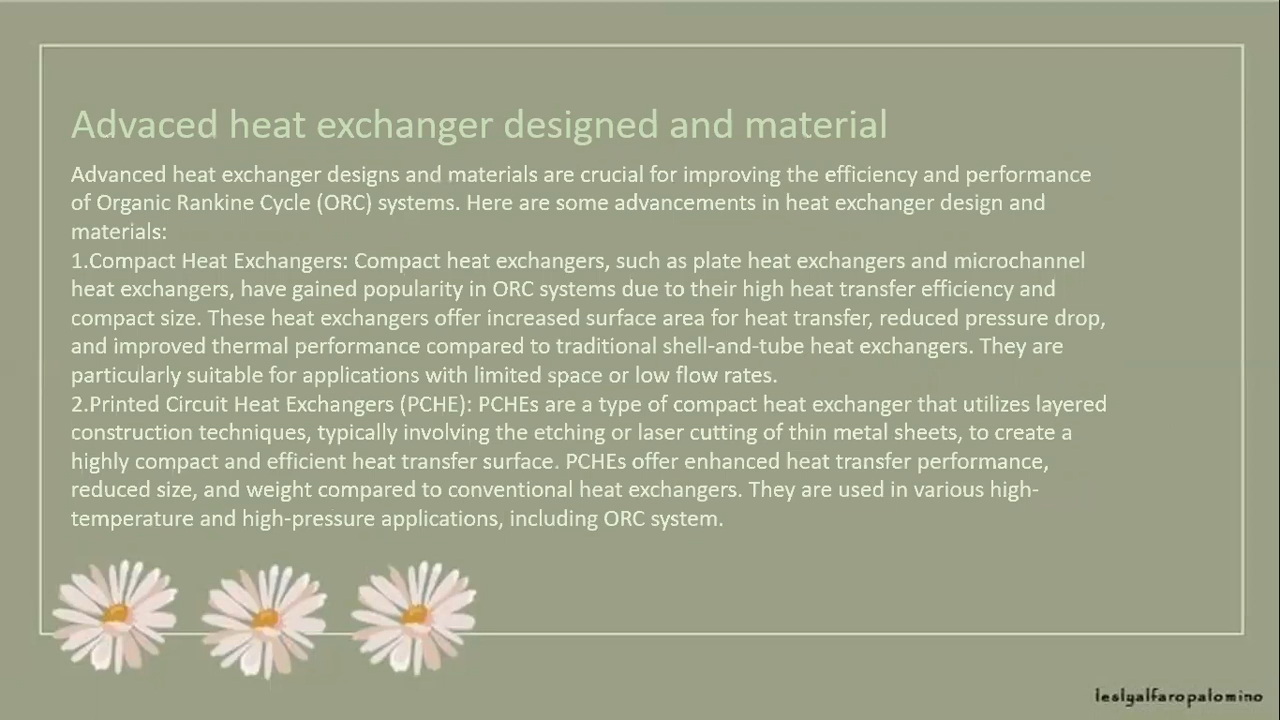 Advaced heat exchanger designed and material
Advanced heat exchanger designs and materials are crucial for improving the efficiency and performance
of Organic Rankine Cycle (ORC) systems. Here are some advancements in heat exchanger design and
materials:
1.Compact Heat Exchangers: Compact heat exchangers, such as plate heat exchangers and microchannel
heat exchangers, have gained popularity in ORC systems due to their high heat transfer efficiency and
compact size. These heat exchangers offer increased surface area for heat transfer, reduced pressure drop,
and improved thermal performance compared to traditional shell-and-tube heat exchangers. They are
particularly suitable for applications with limited space or low flow rates.
2.Printed Circuit Heat Exchangers (PCHE): PCHEs are a type of compact heat exchanger that utilizes layered
construction techniques, typically involving the etching or laser cutting of thin metal sheets, to create a
highly compact and efficient heat transfer surface. PCHEs offer enhanced heat transfer performance,
reduced size, and weight compared to conventional heat exchangers. They are used in various high-
temperature and high-pressure applications, including ORC system.
leslyalfaropalomino